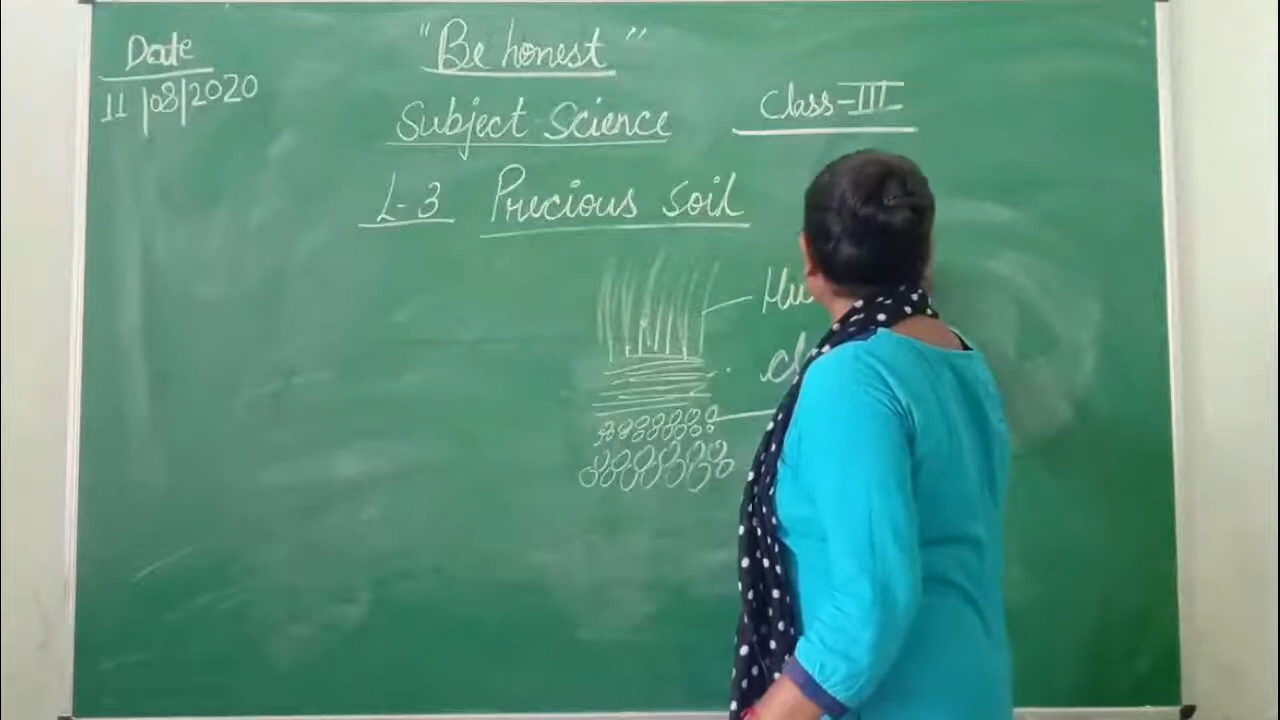 Date
11/08/2020
"Be honest"
Subject Science
Class-III
L-3 Precious Soil